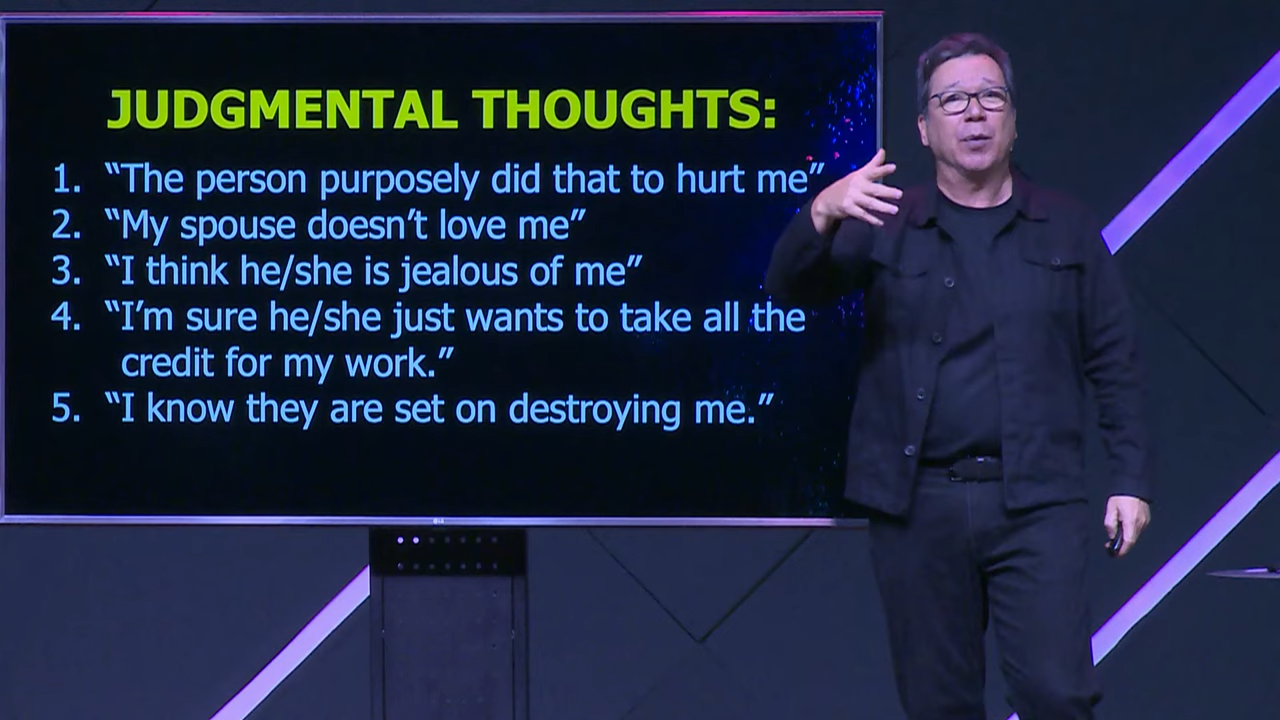 JUDGMENTAL THOUGHTS:
1. “The person purposely did that to hurt me”
2. “My spouse doesn’t love me”
3. “I think he/she is jealous of me”
4. “I’m sure he/she just wants to take all the
credit for my work.”
5. “I know they are set on destroying me.”
LG